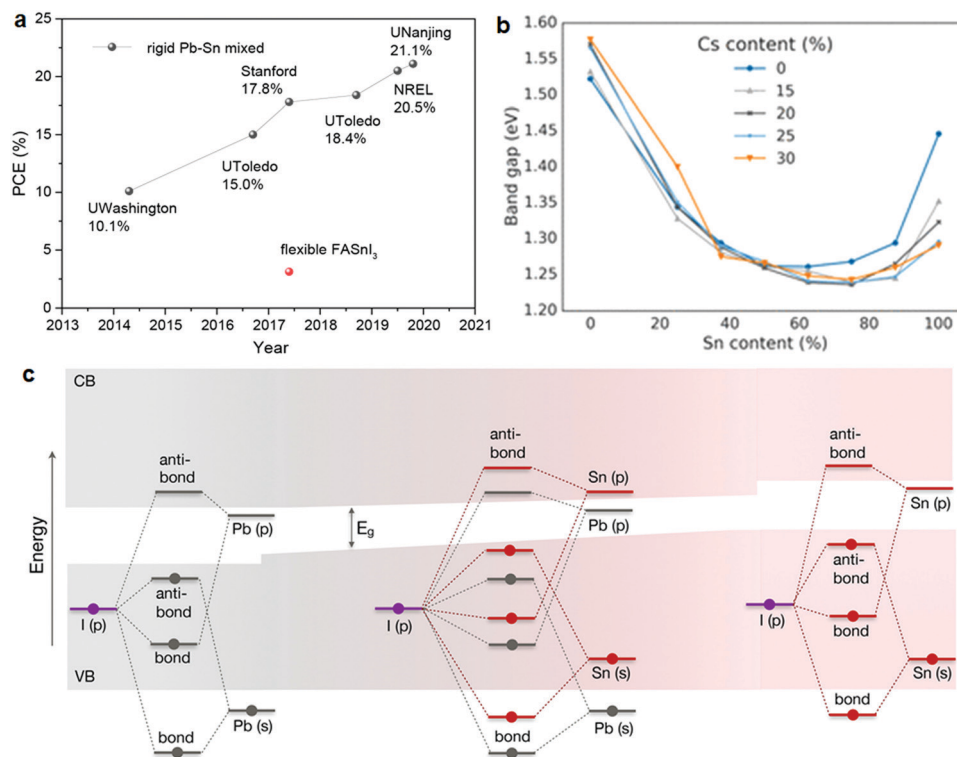 a
PCE (%)
25
20
15
10
5
0
2013 2014 2015 2016 2017 2018 2019 2020 2021
Year
rigid Pb-Sn mixed
UWashington
10.1%
UToledo
15.0%
Stanford
17.8%
UToledo
18.4%
NREL
20.5%
UNanjing
21.1%
flexible FASnI₃
b
Band gap (eV)
1.60
1.55
1.50
1.45
1.40
1.35
1.30
1.25
1.20
0 20 40 60 80 100
Sn content (%)
Cs content (%)
0
15
20
25
30
c
CB
VB
Energy
anti-
bond
Pb (p)
I (p)
anti-
bond
bond
Pb (s)
bond
E_g
anti-
bond
Sn (p)
Pb (p)
I (p)
Sn (s)
Pb (s)
bond
anti-
bond
Sn (p)
anti-
bond
I (p)
bond
Sn (s)
bond